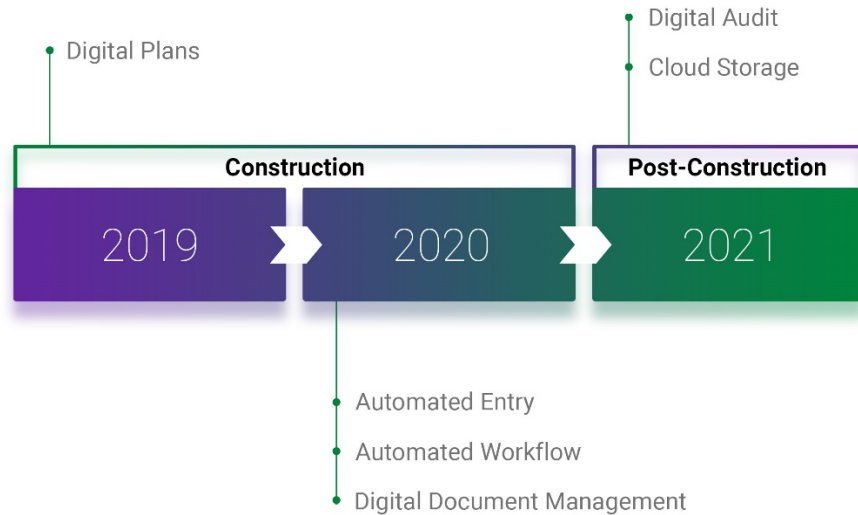 Digital Plans
Digital Audit
Cloud Storage
Construction
Post-Construction
2019
2020
2021
Automated Entry
Automated Workflow
Digital Document Management